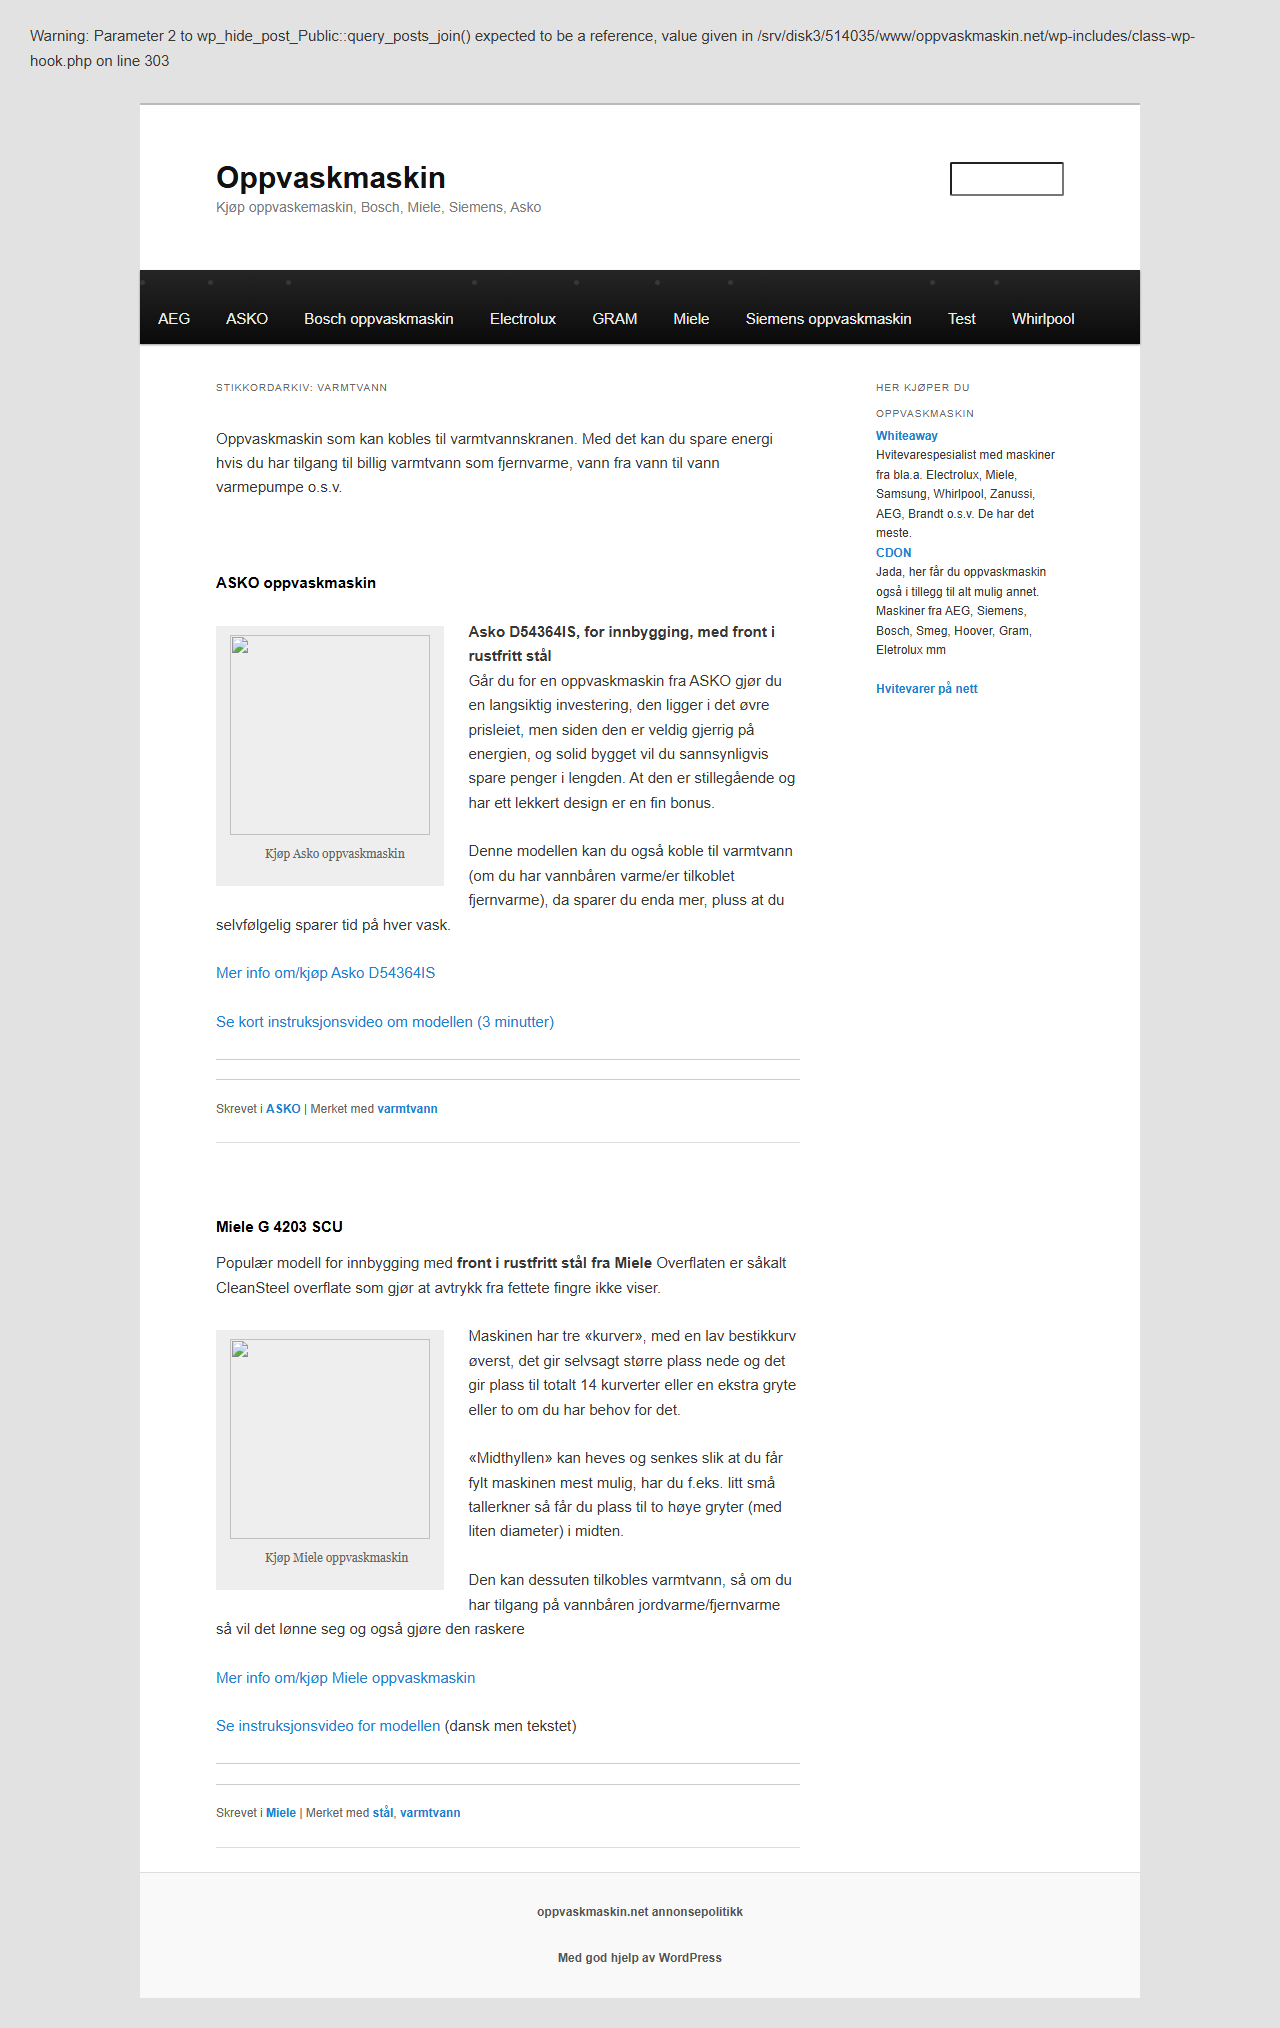 Warning: Parameter 2 to wp_hide_post_Public::query_posts_join() expected to be a reference, value given in /srv/disk3/514035/www/oppvaskmaskin.net/wp-includes/class-wp-
hook.php on line 303
Oppvaskmaskin
Kjøp oppvaskemaskin, Bosch, Miele, Siemens, Asko
AEG ASKO Bosch oppvaskmaskin Electrolux GRAM Miele Siemens oppvaskmaskin Test Whirlpool
STIKKORDARKIV: VARMTVANN
Oppvaskmaskin som kan kobles til varmtvannskranen. Med det kan du spare energi
hvis du har tilgang til billig varmtvann som fjernvarme, vann fra vann til vann
varmepumpe o.s.v.
ASKO oppvaskmaskin
Asko D54364IS, for innbygging, med front i
rustfritt stål
Går du for en oppvaskmaskin fra ASKO gjør du
en langsiktig investering, den ligger i det øvre
prisleiet, men siden den er veldig gjerrig på
energien, og solid bygget vil du sannsynligvis
spare penger i lengden. At den er stillegående og
har ett lekkert design er en fin bonus.
Kjøp Asko oppvaskmaskin
Denne modellen kan du også koble til varmtvann
(om du har vannbåren varme/er tilkoblet
fjernvarme), da sparer du enda mer, pluss at du
selvfølgelig sparer tid på hver vask.
Mer info om/kjøp Asko D54364IS
Se kort instruksjonsvideo om modellen (3 minutter)
Skrevet i ASKO | Merket med varmtvann
Miele G 4203 SCU
Populær modell for innbygging med front i rustfritt stål fra Miele Overflaten er såkalt
CleanSteel overflate som gjør at avtrykk fra fettete fingre ikke viser.
Maskinen har tre «kurver», med en lav bestikkurv
øverst, det gir selvsagt større plass nede og det
gir plass til totalt 14 kurverter eller en ekstra gryte
eller to om du har behov for det.
«Midthyllen» kan heves og senkes slik at du får
fylt maskinen mest mulig, har du f.eks. litt små
tallerkner så får du plass til to høye gryter (med
liten diameter) i midten.
Kjøp Miele oppvaskmaskin
Den kan dessuten tilkobles varmtvann, så om du
har tilgang på vannbåren jordvarme/fjernvarme
så vil det lønne seg og også gjøre den raskere
Mer info om/kjøp Miele oppvaskmaskin
Se instruksjonsvideo for modellen (dansk men tekstet)
Skrevet i Miele | Merket med stål, varmtvann
HER KJØPER DU
OPPVASKMASKIN
Whiteaway
Hvitevarespesialist med maskiner
fra bla.a. Electrolux, Miele,
Samsung, Whirlpool, Zanussi,
AEG, Brandt o.s.v. De har det
meste.
CDON
Jada, her får du oppvaskmaskin
også i tillegg til alt mulig annet.
Maskiner fra AEG, Siemens,
Bosch, Smeg, Hoover, Gram,
Eletrolux mm
Hvitevarer på nett
oppvaskmaskin.net annonsepolitikk
Med god hjelp av WordPress